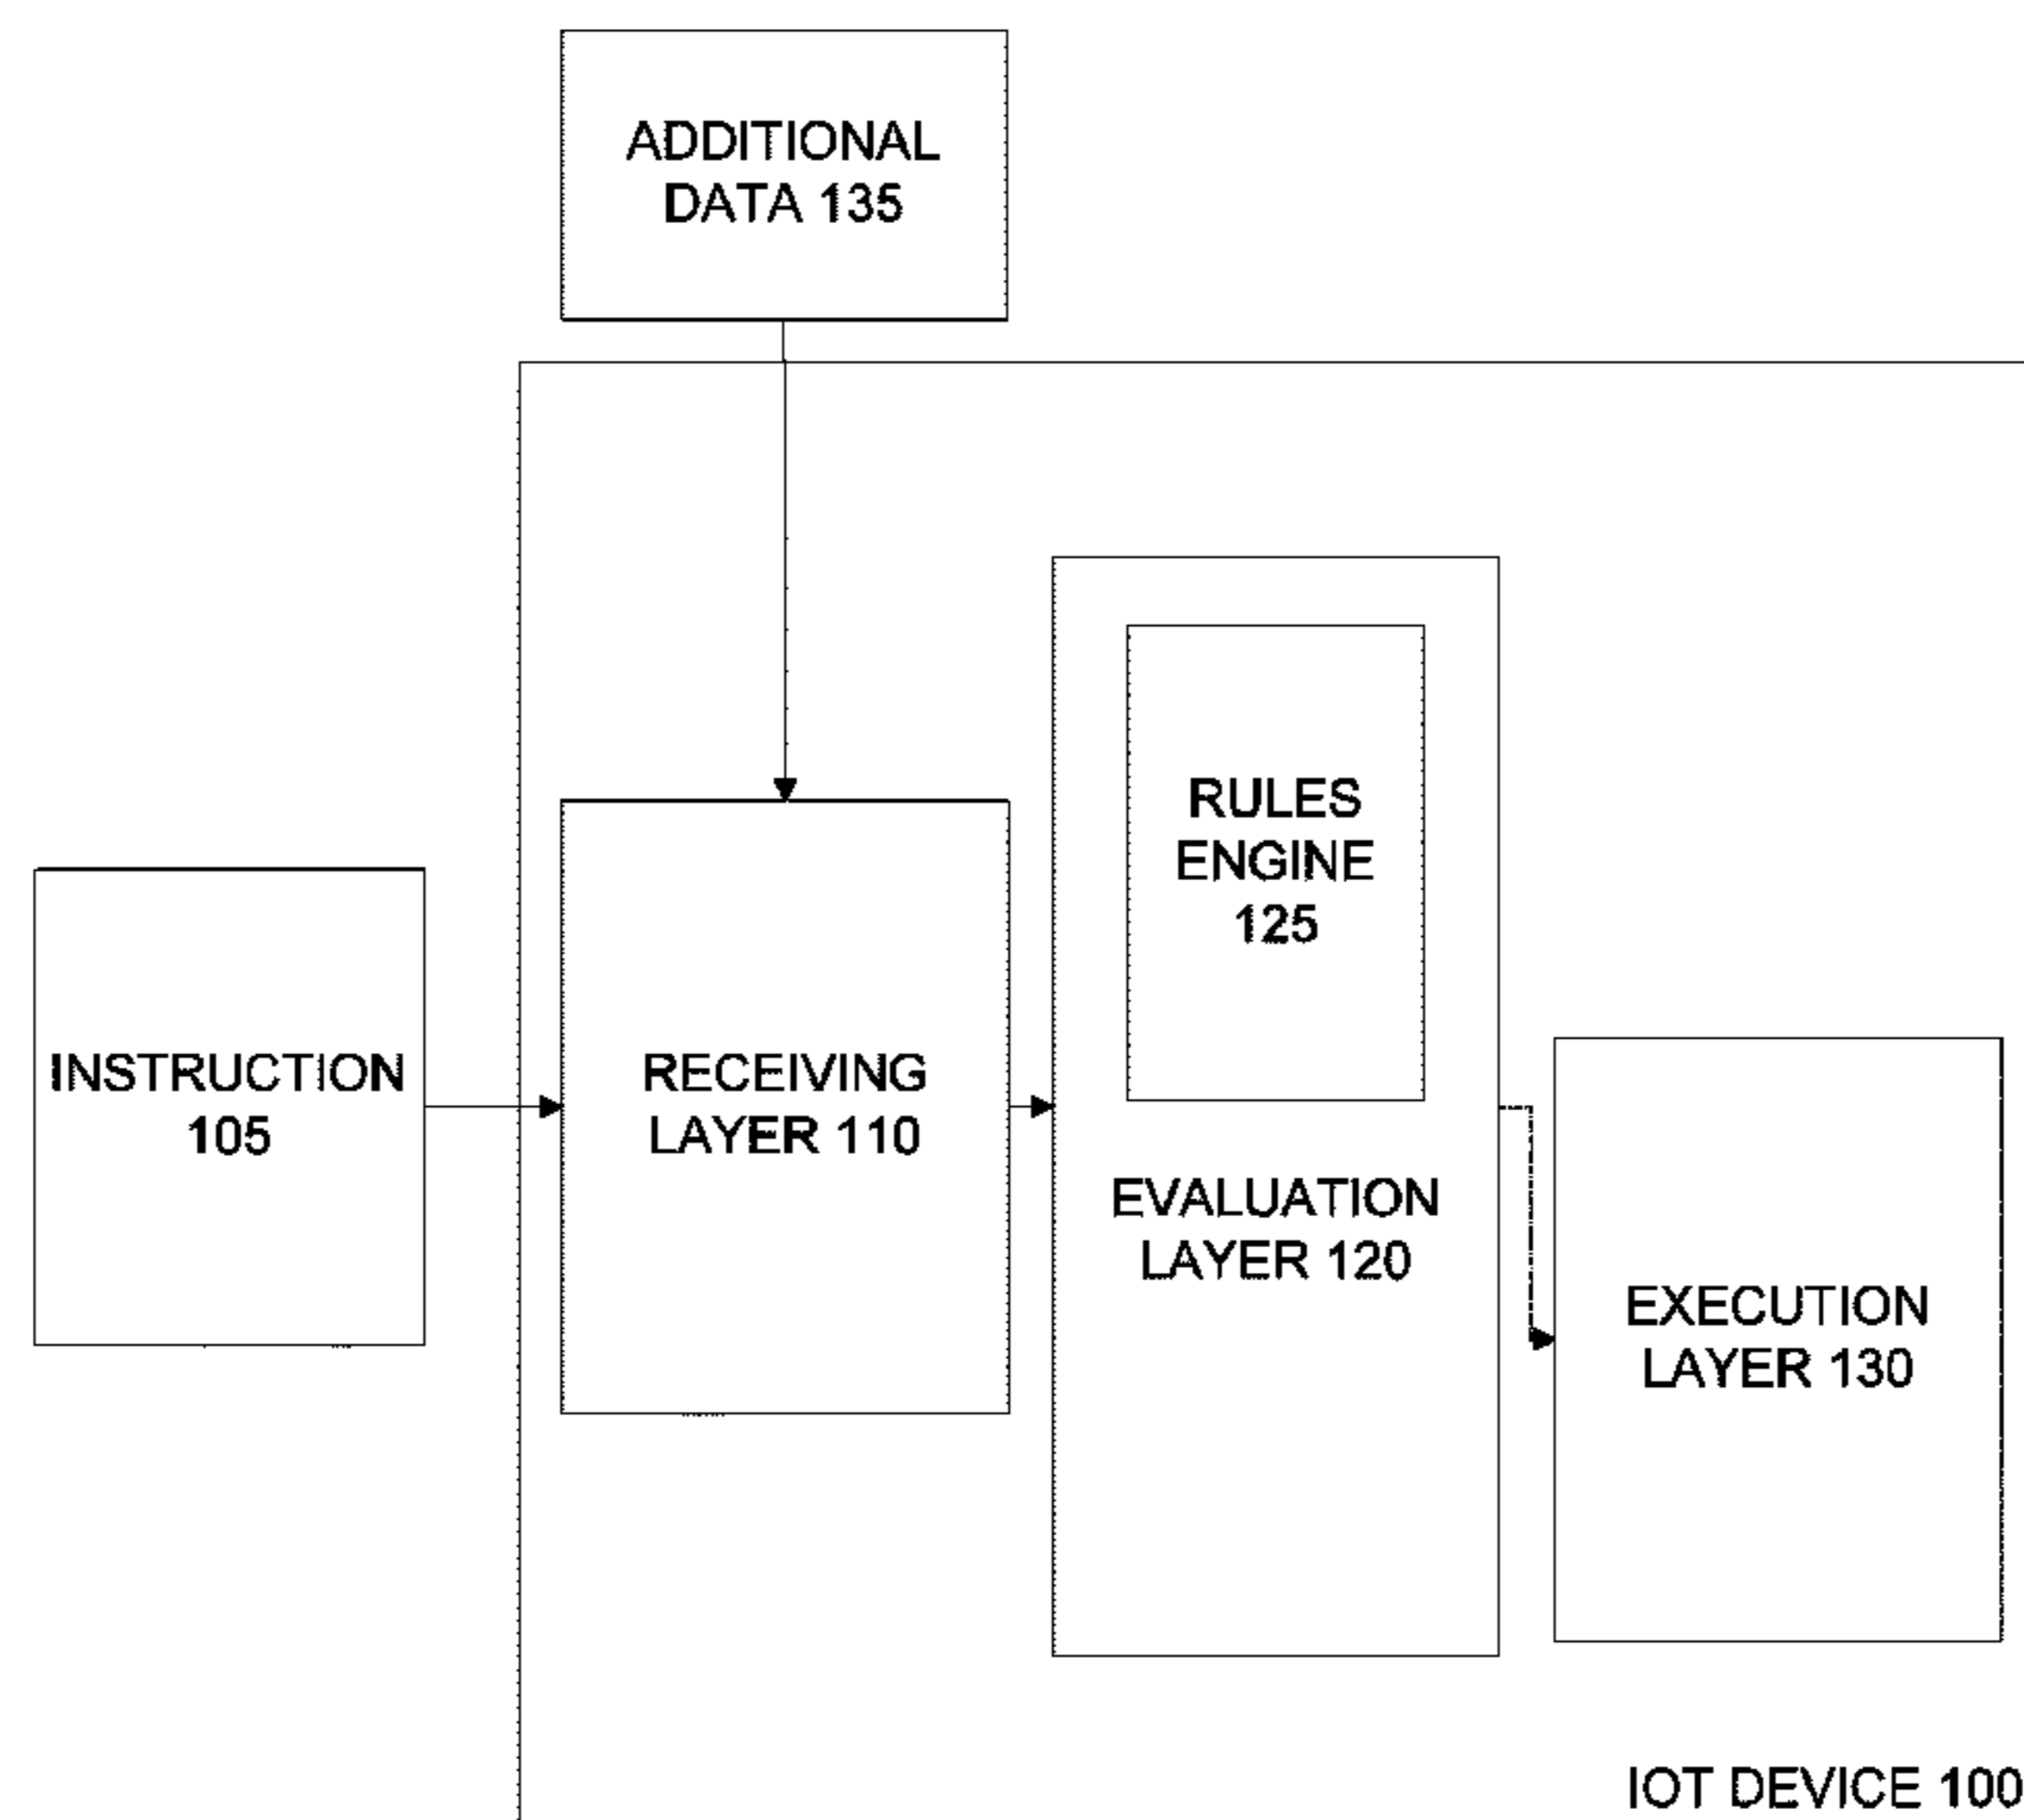 ADDITIONAL
DATA 135
RULES
ENGINE
125
INSTRUCTION
105
RECEIVING
LAYER 110
EVALUATION
LAYER 120
EXECUTION
LAYER 130
IOT DEVICE 100